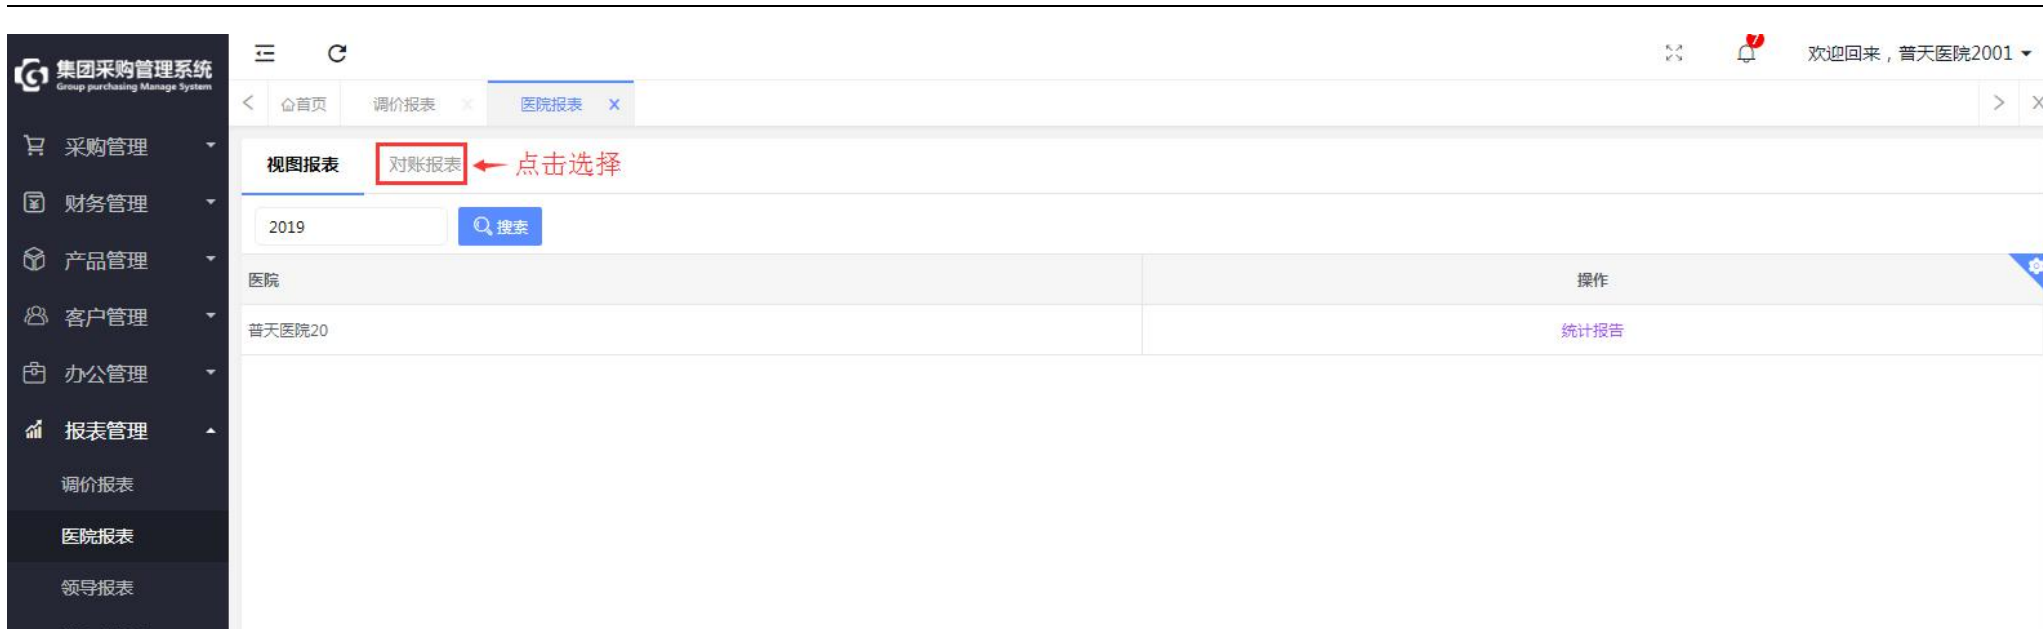 集团采购管理系统
Group purchasing Manage System
7
欢迎回来，普天医院2001
首页
调价报表
医院报表
采购管理
财务管理
产品管理
客户管理
办公管理
报表管理
调价报表
医院报表
领导报表
视图报表
对账报表
点击选择
2019
搜索
医院
操作
普天医院20
统计报告